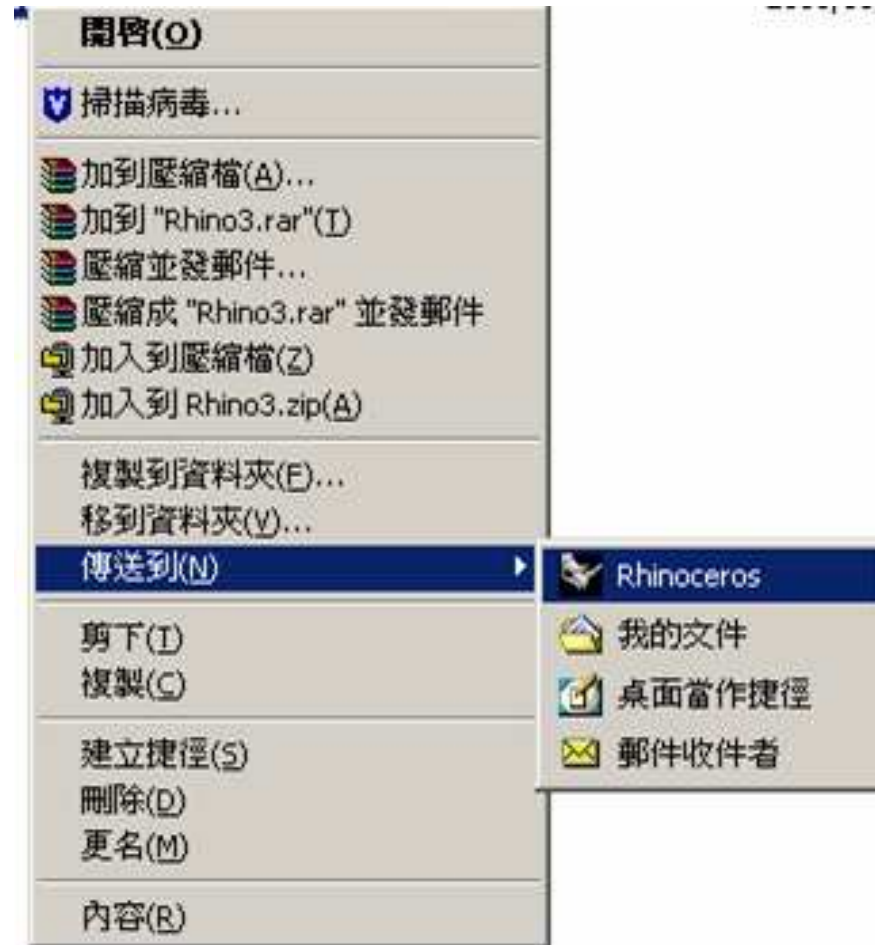 開啓(O)
掃描病毒...
加到壓縮檔(A)...
加到 "Rhino3.rar"(T)
壓縮並發郵件...
壓縮成 "Rhino3.rar" 並發郵件
加入到壓縮檔(Z)
加入到 Rhino3.zip(A)
複製到資料夾(F)...
移到資料夾(V)...
傳送到(N)
Rhinoceros
我的文件
桌面當作捷徑
郵件收件者
剪下(T)
複製(C)
建立捷徑(S)
刪除(D)
更名(M)
內容(R)